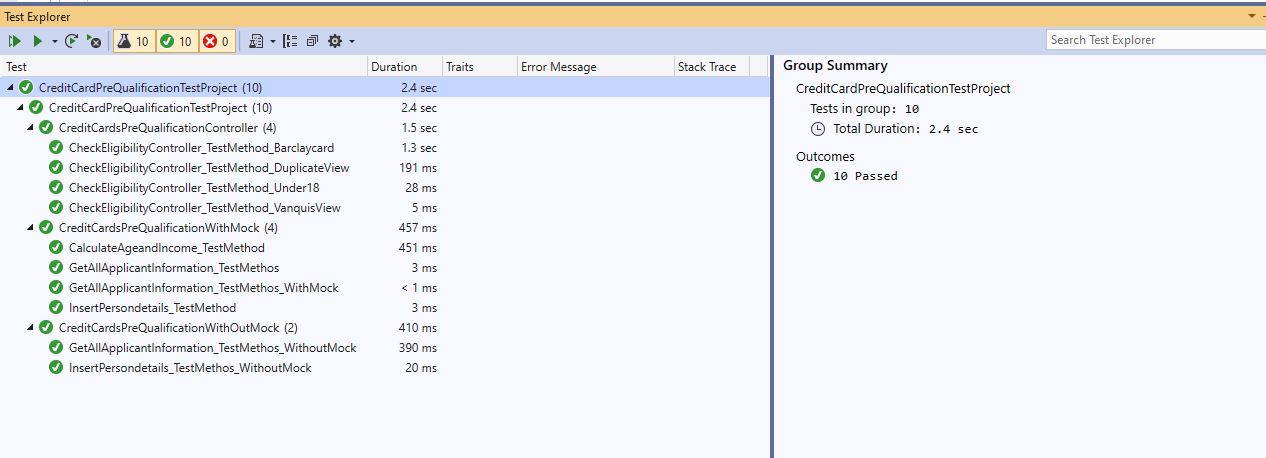 Test Explorer
10 10 0
Search Test Explorer
Test Duration Traits Error Message Stack Trace
CreditCardPreQualificationTestProject (10) 2.4 sec
CreditCardPreQualificationTestProject (10) 2.4 sec
CreditCardsPreQualificationController (4) 1.5 sec
CheckEligibilityController_TestMethod_Barclaycard 1.3 sec
CheckEligibilityController_TestMethod_DuplicateView 191 ms
CheckEligibilityController_TestMethod_Under18 28 ms
CheckEligibilityController_TestMethod_VanquisView 5 ms
CreditCardsPreQualificationWithMock (4) 457 ms
CalculateAgeandIncome_TestMethod 451 ms
GetAllApplicantInformation_TestMethos 3 ms
GetAllApplicantInformation_TestMethos_WithMock < 1 ms
InsertPersondetails_TestMethod 3 ms
CreditCardsPreQualificationWithOutMock (2) 410 ms
GetAllApplicantInformation_TestMethos_WithoutMock 390 ms
InsertPersondetails_TestMethos_WithoutMock 20 ms
Group Summary
CreditCardPreQualificationTestProject
Tests in group: 10
Total Duration: 2.4 sec
Outcomes
10 Passed